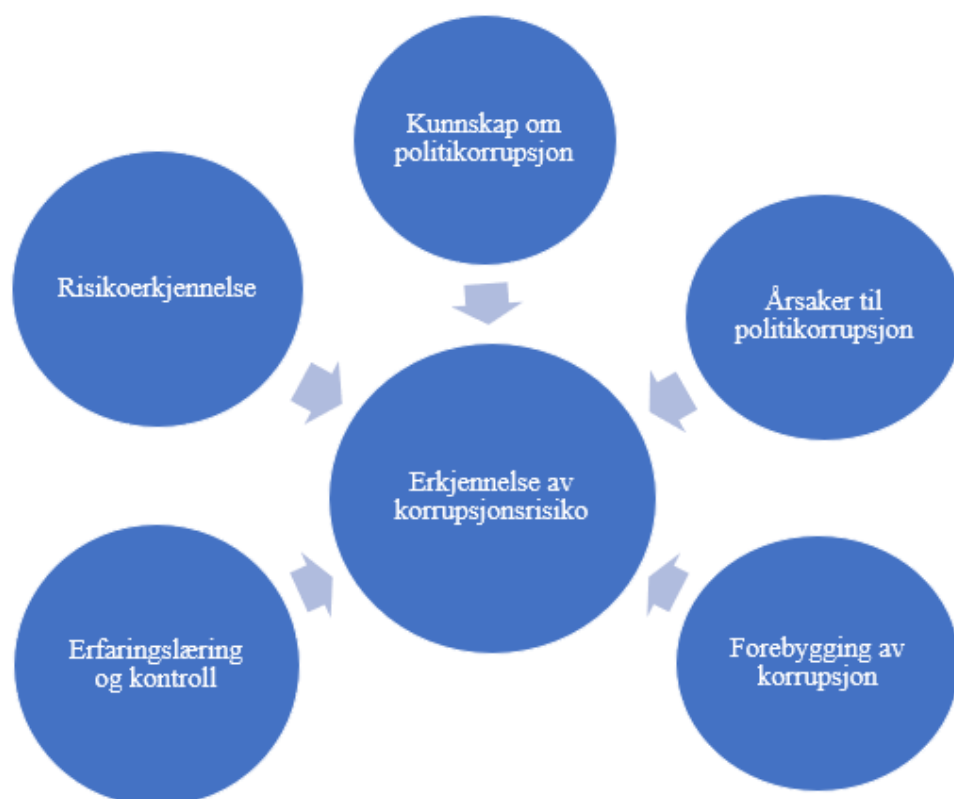 Kunnskap om
politikorrupsjon
Risikoerkjennelse
Årsaker til
politikorrupsjon
Erkjennelse av
korrupsjonsrisiko
Erfaringslæring
og kontroll
Forebygging av
korrupsjon